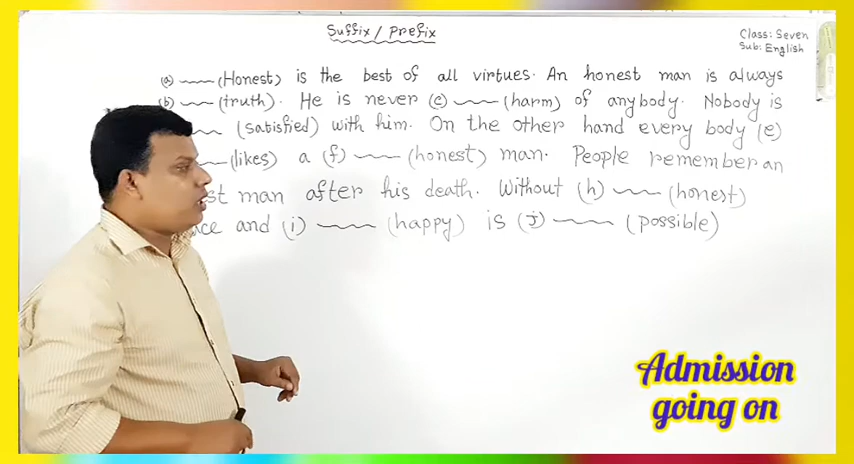 Suffix / Prefix
Class: Seven
Sub: English
(a) ~~~ (Honest) is the best of all virtues. An honest man is always
(b) ~~~ (truth). He is never (c) ~~~ (harm) of anybody. Nobody is
~~~ (satisfied) with him. On the other hand every body (e)
~~~ (likes) a (f) ~~~ (honest) man. People remember an
man after his death. Without (h) ~~~ (honest)
and (i) ~~~ (happy) is (j) ~~~ (possible)
Admission
going on